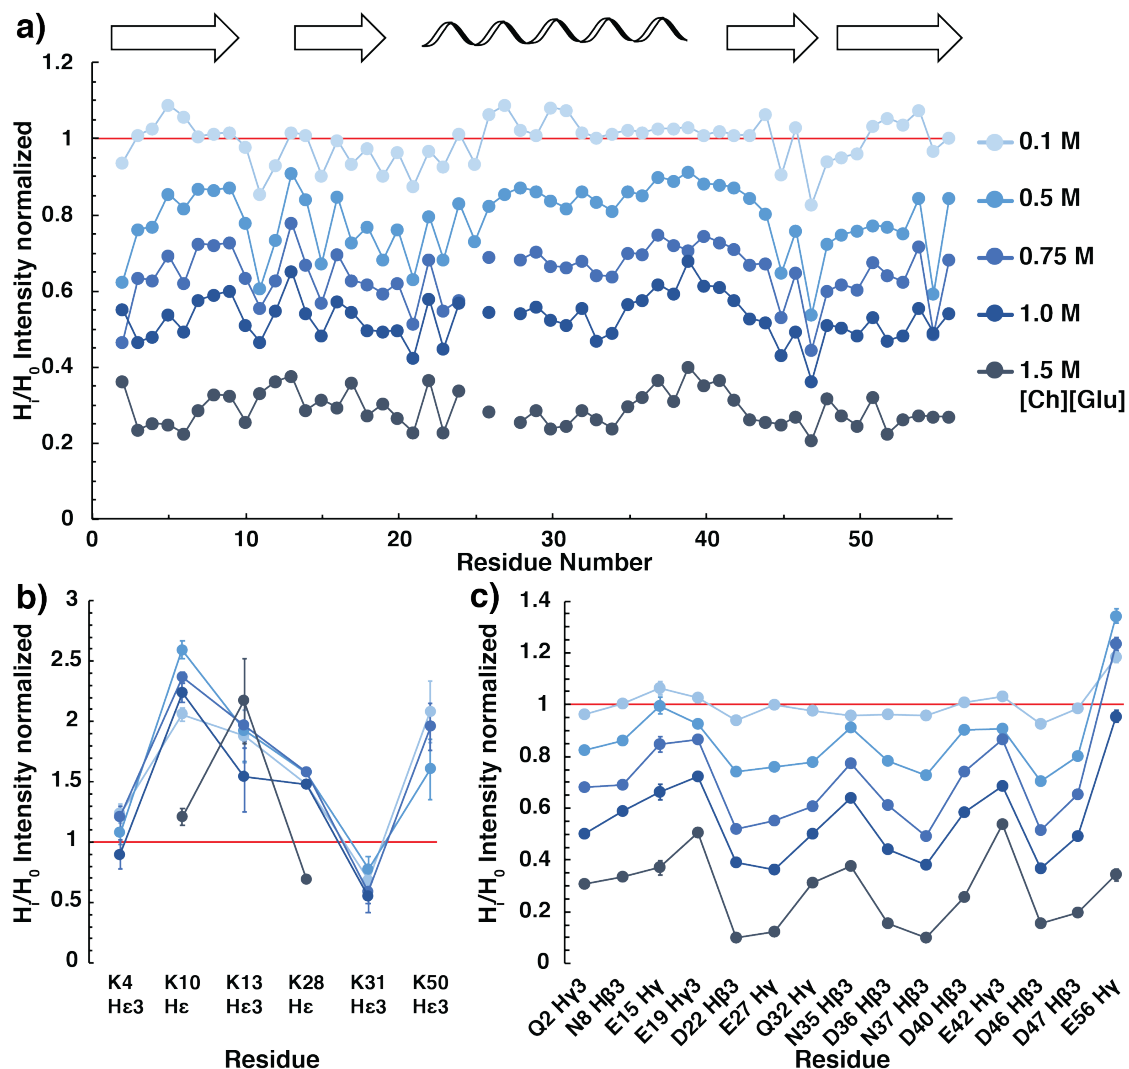 a)
1.2
1
0.8
0.6
0.4
0.2
0
Hᵢ/H₀ Intensity normalized
0 10 20 30 40 50
Residue Number
0.1 M
0.5 M
0.75 M
1.0 M
1.5 M
[Ch][Glu]
b)
3
2.5
2
1.5
1
0.5
0
Hᵢ/H₀ Intensity normalized
K4 K10 K13 K28 K31 K50
Hε3 Hε Hε3 Hε Hε3 Hε3
Residue
c)
1.4
1.2
1
0.8
0.6
0.4
0.2
0
Hᵢ/H₀ Intensity normalized
Q2 Hγ3
N8 Hβ3
E15 Hγ
E19 Hγ3
D22 Hβ3
E27 Hγ
Q32 Hγ
N35 Hβ3
D36 Hβ3
N37 Hβ3
D40 Hβ3
E42 Hγ3
D46 Hβ3
D47 Hβ3
E56 Hγ
Residue